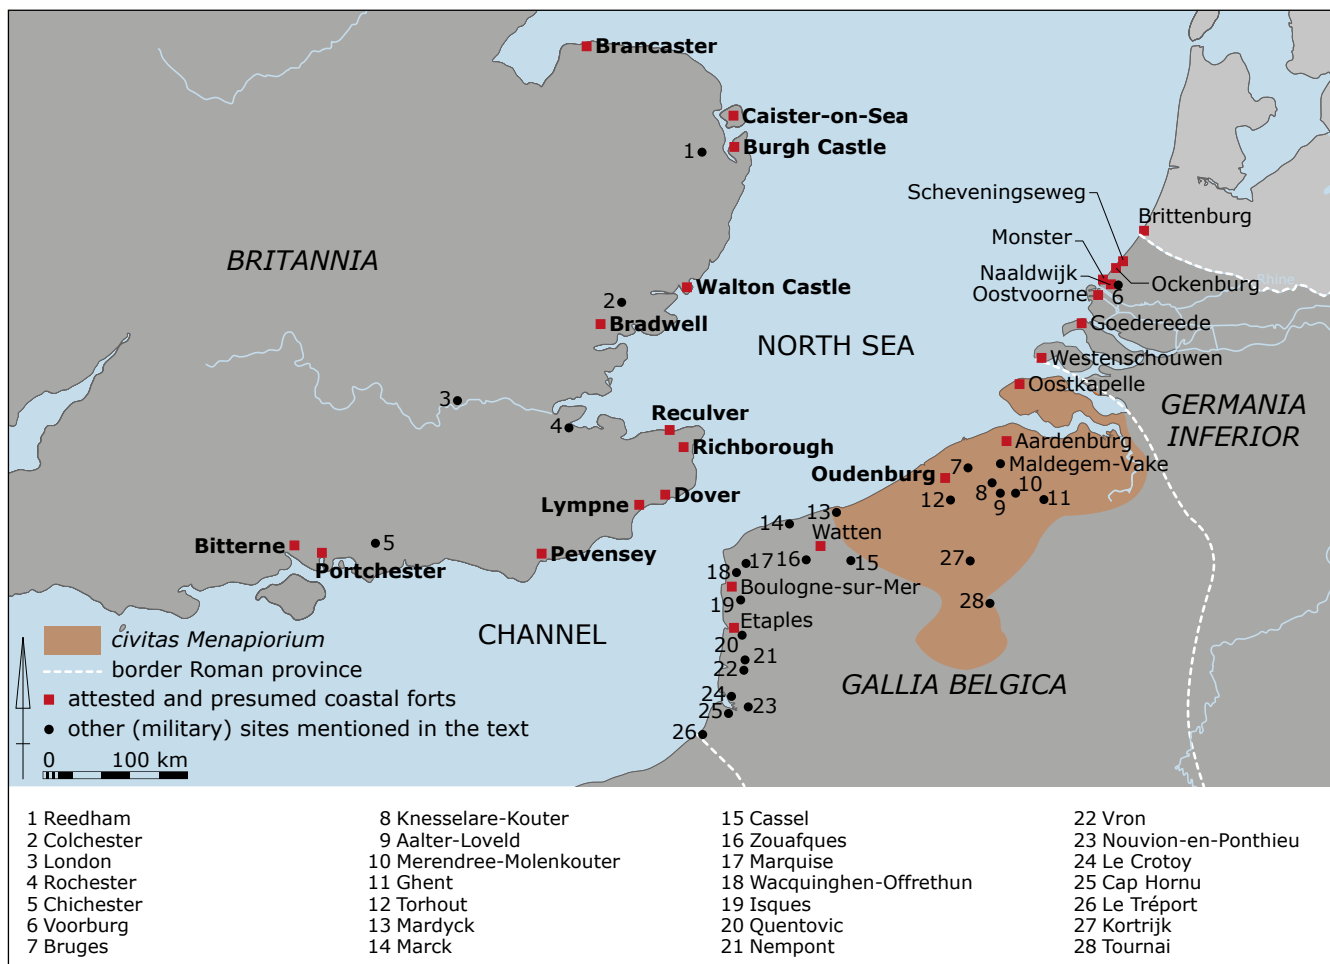 Brancaster
Caister-on-Sea
1
Burgh Castle
Scheveningseweg
Brittenburg
Monster
BRITANNIA
Naaldwijk
Ockenburg
Rhine
Oostvoorne
6
Walton Castle
2
Bradwell
Goedereede
NORTH SEA
Westenschouwen
Oostkapelle
3
GERMANIA
INFERIOR
Reculver
4
Richborough
Aardenburg
Maldegem-Vake
7
Oudenburg
8
10
Dover
12
9
11
Lympne
13
14
Watten
Bitterne
5
Pevensey
Portchester
17
16
15
27
18
Boulogne-sur-Mer
19
28
Etaples
CHANNEL
20
civitas Menapiorium
21
border Roman province
22
GALLIA BELGICA
attested and presumed coastal forts
24
23
25
other (military) sites mentioned in the text
26
0 100 km
1 Reedham
2 Colchester
3 London
4 Rochester
5 Chichester
6 Voorburg
7 Bruges
8 Knesselare-Kouter
9 Aalter-Loveld
10 Merendree-Molenkouter
11 Ghent
12 Torhout
13 Mardyck
14 Marck
15 Cassel
16 Zouafques
17 Marquise
18 Wacquinghen-Offrethun
19 Isques
20 Quentovic
21 Nempont
22 Vron
23 Nouvion-en-Ponthieu
24 Le Crotoy
25 Cap Hornu
26 Le Tréport
27 Kortrijk
28 Tournai